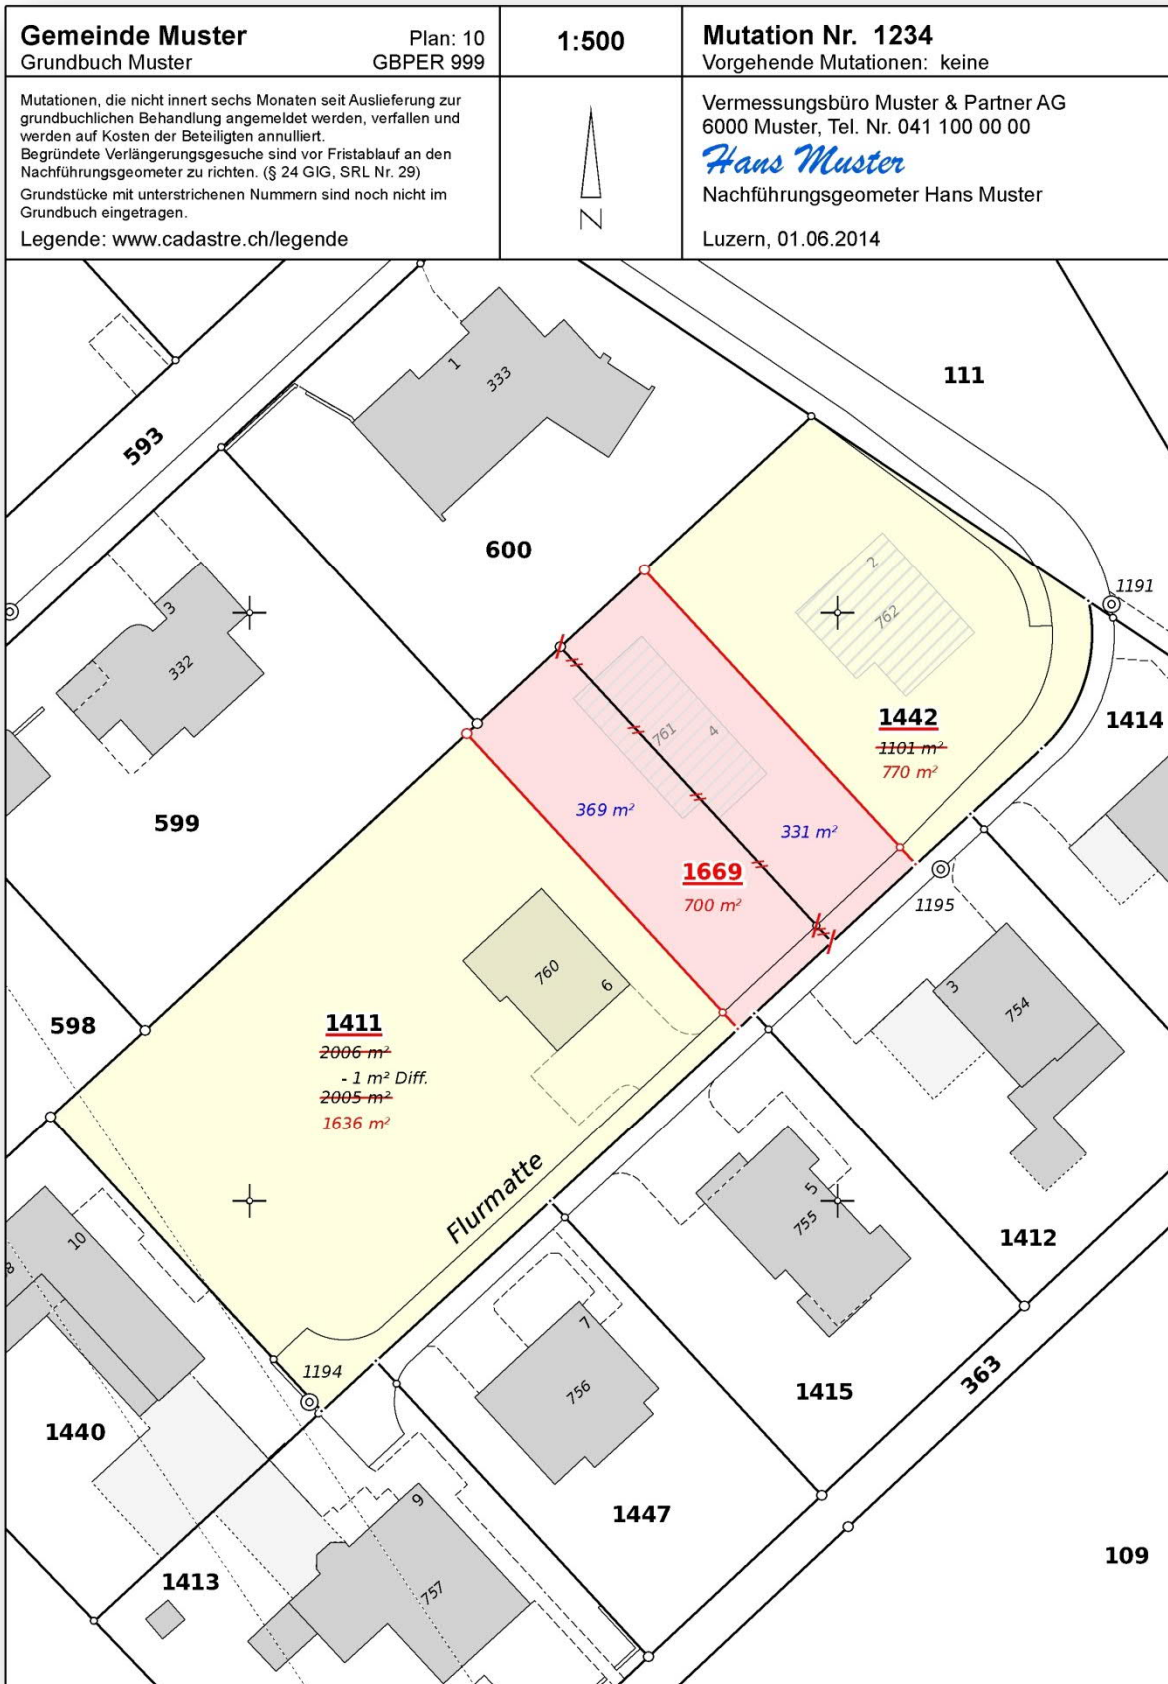 Gemeinde Muster
Plan: 10
Grundbuch Muster
GBPER 999
1:500
Mutation Nr. 1234
Vorgehende Mutationen: keine
Mutationen, die nicht innert sechs Monaten seit Auslieferung zur
grundbuchlichen Behandlung angemeldet werden, verfallen und
werden auf Kosten der Beteiligten annulliert.
Begründete Verlängerungsgesuche sind vor Fristablauf an den
Nachführungsgeometer zu richten. (§ 24 GIG, SRL Nr. 29)
Grundstücke mit unterstrichenen Nummern sind noch nicht im
Grundbuch eingetragen.
Legende: www.cadastre.ch/legende
N
Vermessungsbüro Muster & Partner AG
6000 Muster, Tel. Nr. 041 100 00 00
Hans Muster
Nachführungsgeometer Hans Muster
Luzern, 01.06.2014
1
333
111
593
600
2
762
1191
3
332
1442
1101 m²
770 m²
1414
761
4
369 m²
331 m²
599
1669
700 m²
1195
760
6
3
754
598
1411
2006 m²
- 1 m² Diff.
2005 m²
1636 m²
Flurmatte
5
755
1412
10
8
7
756
1194
363
1415
1440
9
757
1447
109
1413